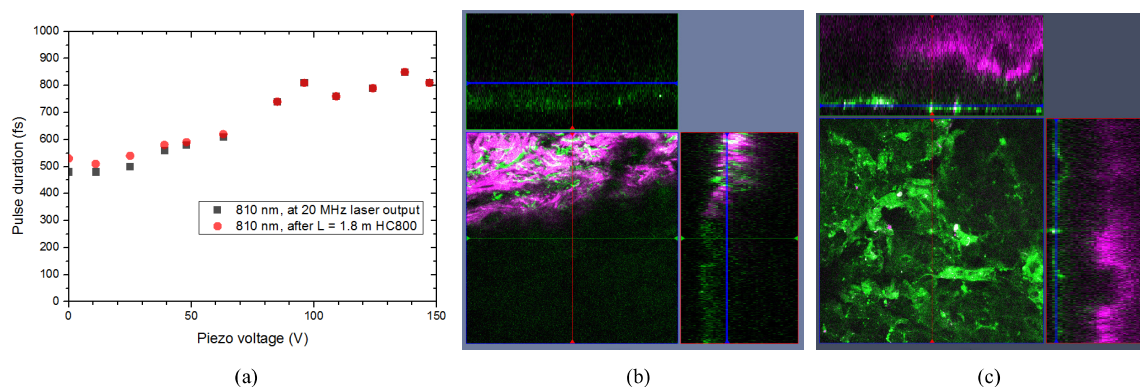 1000
900
800
700
600
500
400
300
200
100
0
Pulse duration (fs)
810 nm, at 20 MHz laser output
810 nm, after L = 1.8 m HC800
0 50 100 150
Piezo voltage (V)
(a) (b) (c)